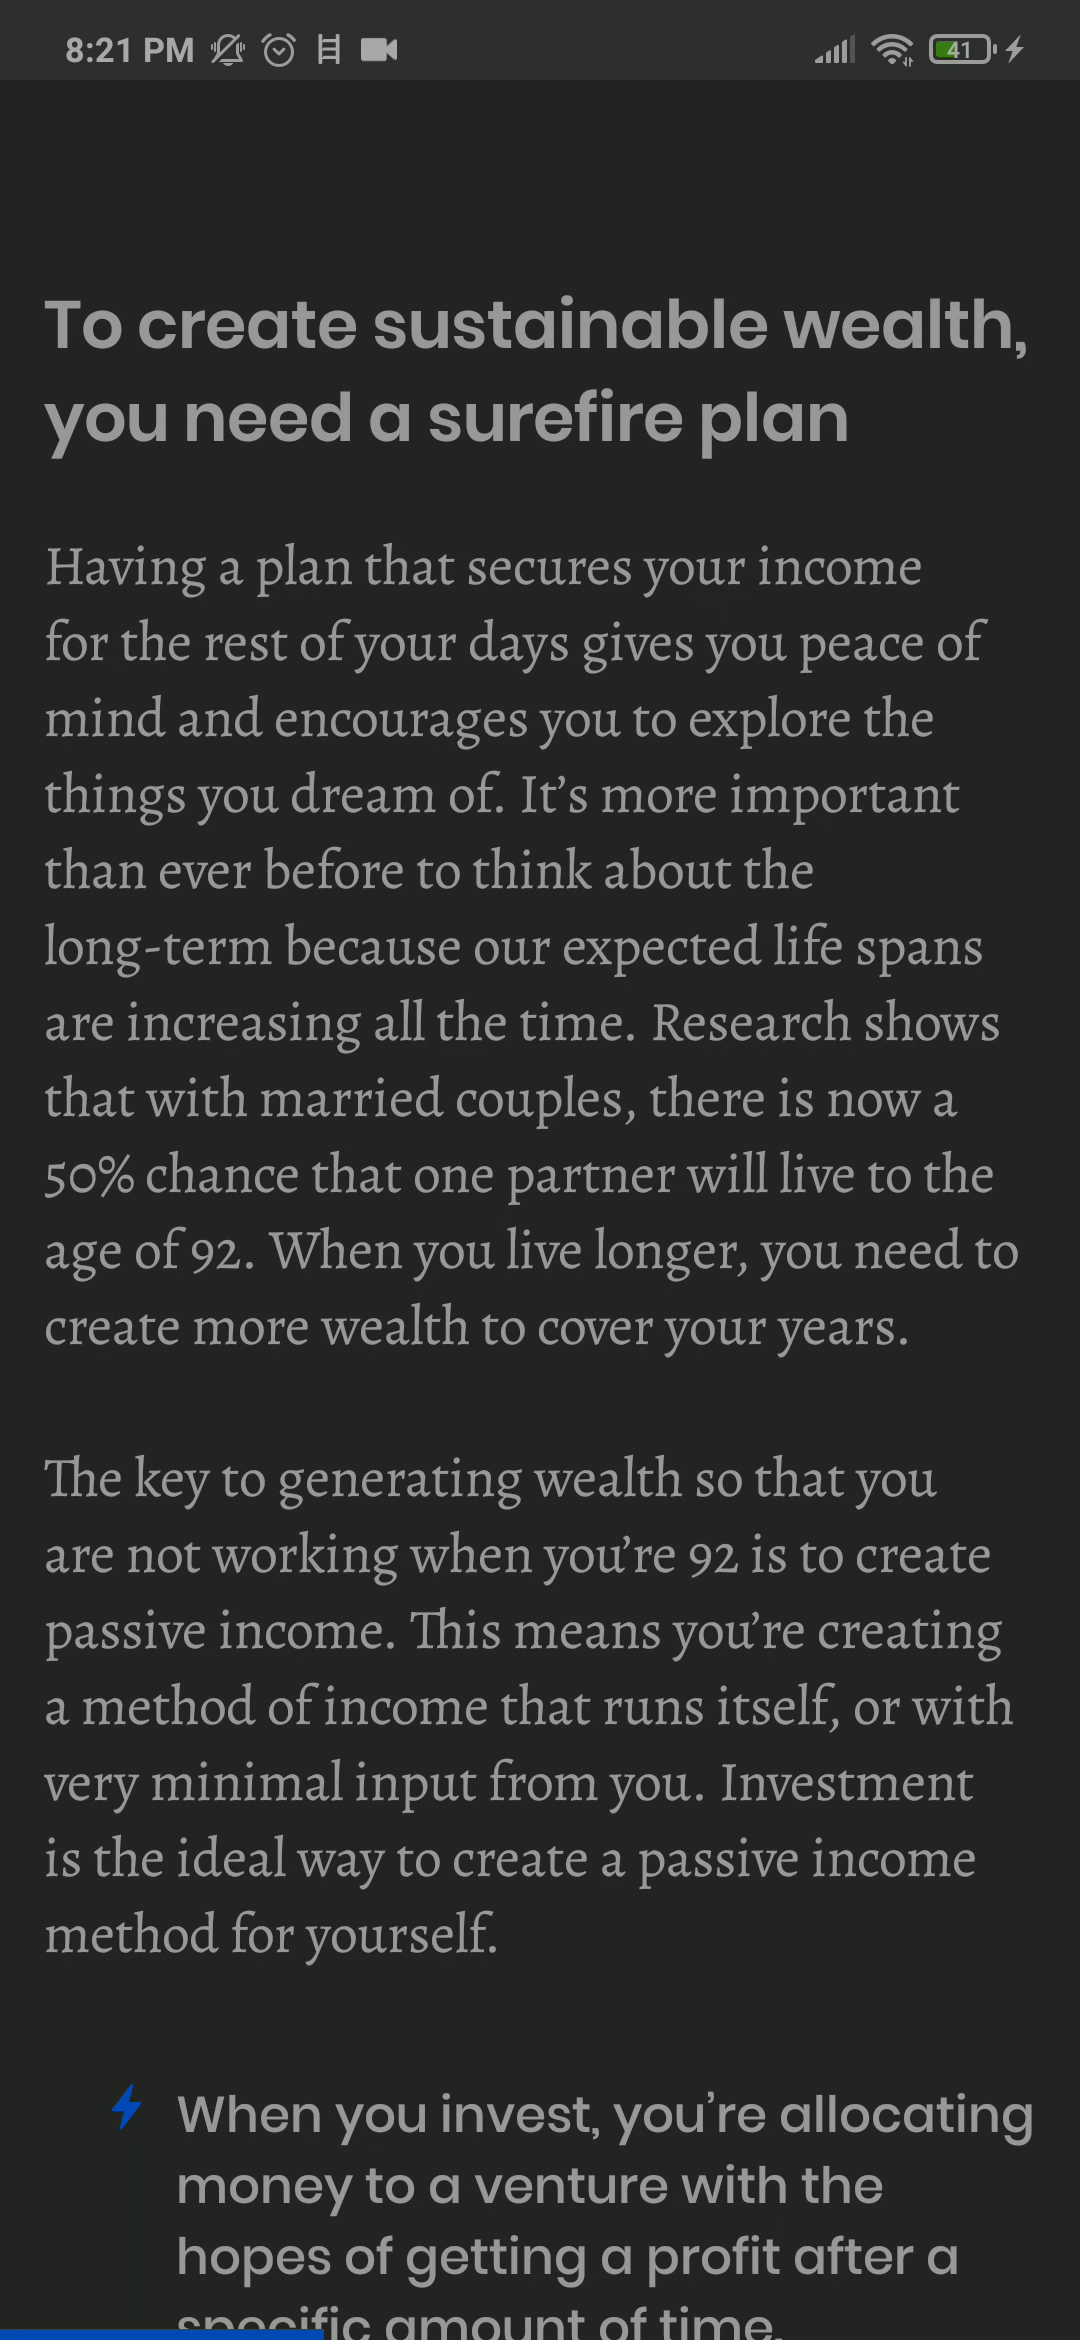 8:21 PM
41
To create sustainable wealth,
you need a surefire plan
Having a plan that secures your income
for the rest of your days gives you peace of
mind and encourages you to explore the
things you dream of. It’s more important
than ever before to think about the
long-term because our expected life spans
are increasing all the time. Research shows
that with married couples, there is now a
50% chance that one partner will live to the
age of 92. When you live longer, you need to
create more wealth to cover your years.
The key to generating wealth so that you
are not working when you’re 92 is to create
passive income. This means you’re creating
a method of income that runs itself, or with
very minimal input from you. Investment
is the ideal way to create a passive income
method for yourself.
When you invest, you’re allocating
money to a venture with the
hopes of getting a profit after a
specific amount of time.